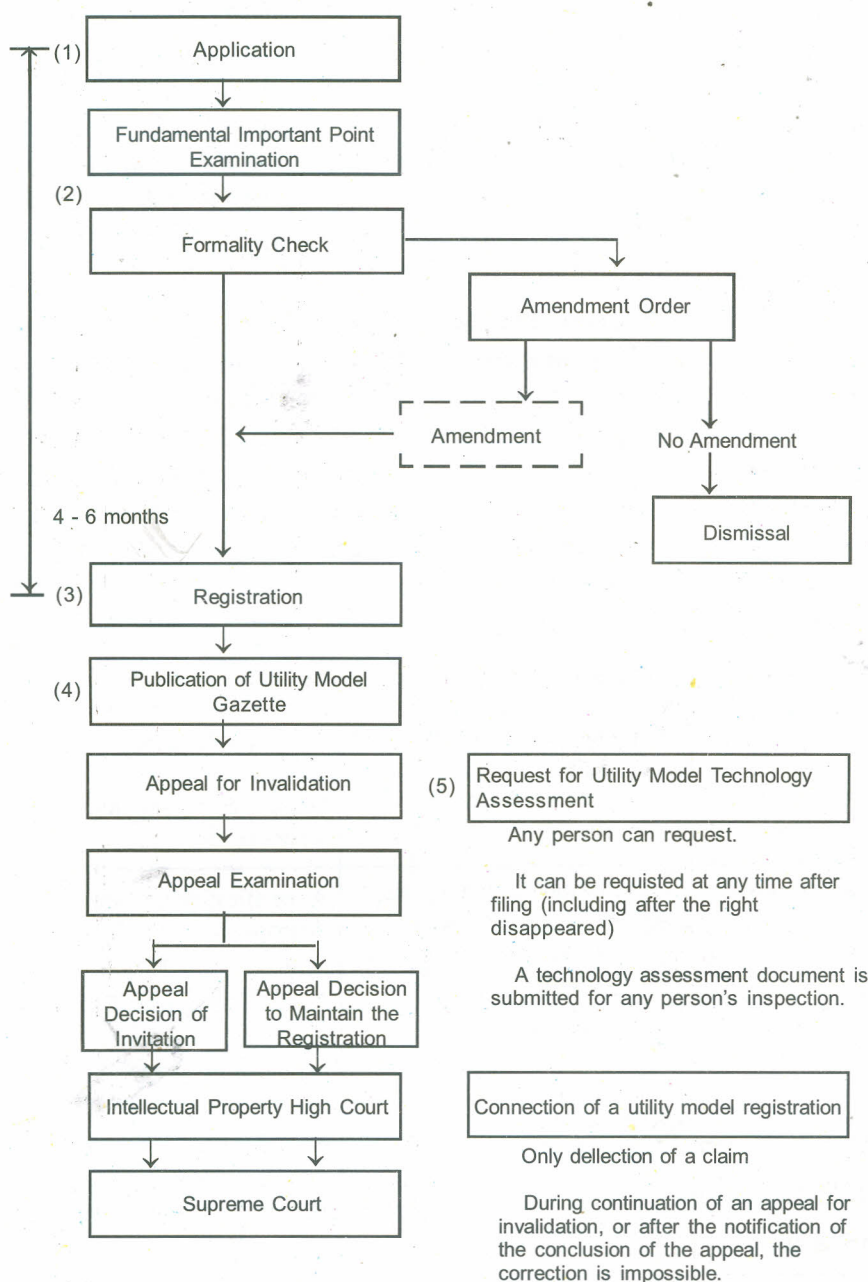 (1)
Application
Fundamental Important Point
Examination
(2)
Formality Check
Amendment Order
Amendment
No Amendment
4 - 6 months
Dismissal
(3)
Registration
(4)
Publication of Utility Model
Gazette
Appeal for Invalidation
(5)
Request for Utility Model Technology
Assessment
Any person can request.
It can be requisted at any time after
filing (including after the right
disappeared)
A technology assessment document is
submitted for any person's inspection.
Appeal Examination
Appeal
Decision of
Invitation
Appeal Decision
to Maintain the
Registration
Intellectual Property High Court
Supreme Court
Connection of a utility model registration
Only dellection of a claim
During continuation of an appeal for
invalidation, or after the notification of
the conclusion of the appeal, the
correction is impossible.